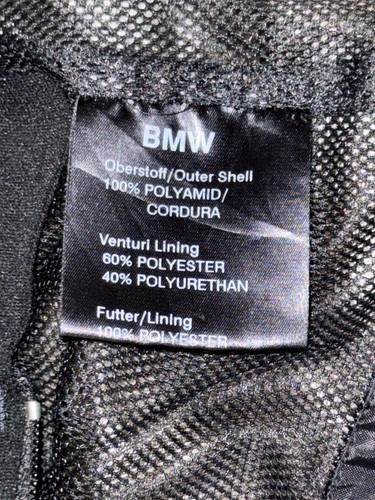 BMW
Oberstoff/Outer Shell
100% POLYAMID/
CORDURA
Venturi Lining
60% POLYESTER
40% POLYURETHAN
Futter/Lining
100% POLYESTER